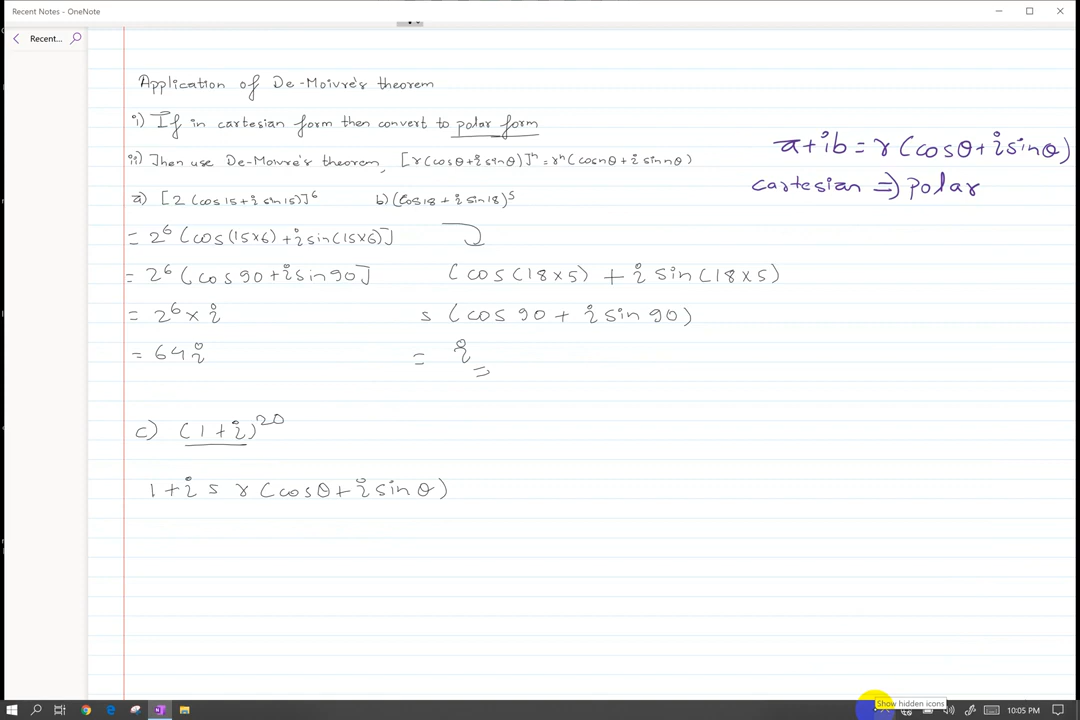 Recent Notes - OneNote
Recent...
Application of De-Moivre's theorem
i) If in cartesian form then convert to polar form
ii) Then use De-Moivre's theorem, [r(cosθ+i sinθ)]ⁿ=rⁿ(cosnθ+i sin nθ)
a+ib=r(cosθ+isinθ)
cartesian ⇒ polar
a) [2(cos15+i sin15)]⁶ b)(cos18+i sin18)⁵
= 2⁶(cos(15×6)+isin(15×6)]
= 2⁶(cos90+isin90] (cos(18×5)+i sin(18×5)
= 2⁶×i s (cos 90+ i sin 90)
= 64i = i
c) (1+i)²⁰
1+i s r(cosθ+i sinθ)
Show hidden icons
10:05 PM